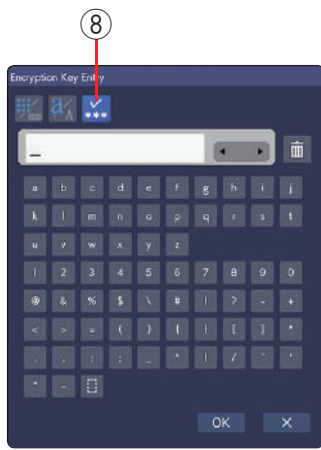 ⑧
Encryption Key Entry
a/A ***
_
a b c d e f g h i j
k l m n o p q r s t
u v w x y z
1 2 3 4 5 6 7 8 9 0
@ & % $ \ # ! ? - +
< > = ( ) { } [ ] *
. , : ; _ ^ | / ` '
" ~
OK ×